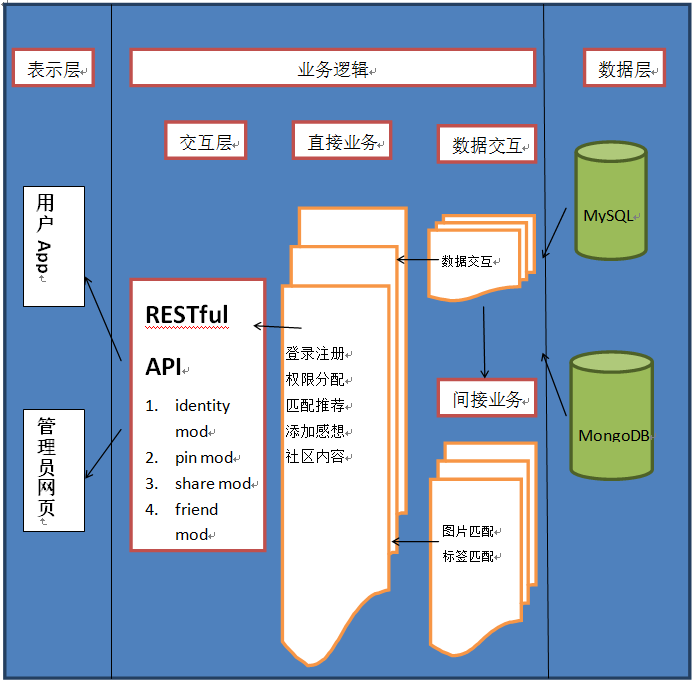 表示层
业务逻辑
数据层
交互层
直接业务
数据交互
用户 App
MySQL
数据交互
RESTful
API
1. identity
mod
2. pin mod
3. share mod
4. friend
mod
登录注册
权限分配
匹配推荐
添加感想
社区内容
间接业务
管理员网页
MongoDB
图片匹配
标签匹配